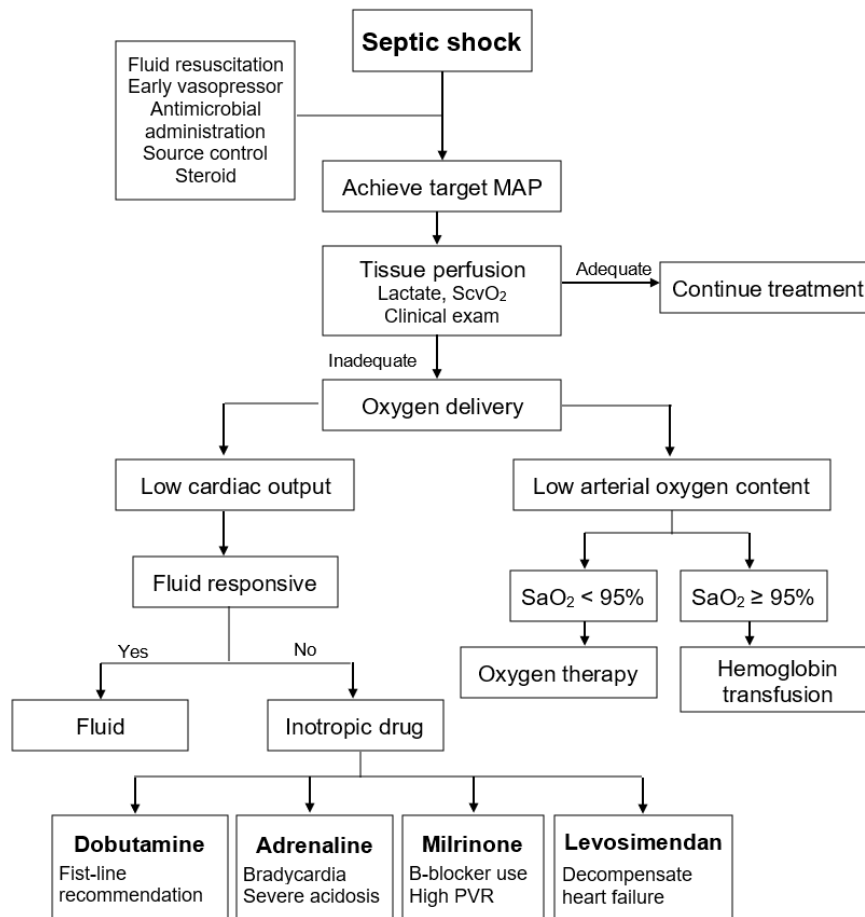 Septic shock
Fluid resuscitation
Early vasopressor
Antimicrobial
administration
Source control
Steroid
Achieve target MAP
Tissue perfusion
Lactate, ScvO₂
Clinical exam
Adequate
Continue treatment
Inadequate
Oxygen delivery
Low cardiac output
Low arterial oxygen content
Fluid responsive
SaO₂ < 95%
SaO₂ ≥ 95%
Yes
No
Oxygen therapy
Hemoglobin
transfusion
Fluid
Inotropic drug
Dobutamine
Fist-line
recommendation
Adrenaline
Bradycardia
Severe acidosis
Milrinone
B-blocker use
High PVR
Levosimendan
Decompensate
heart failure